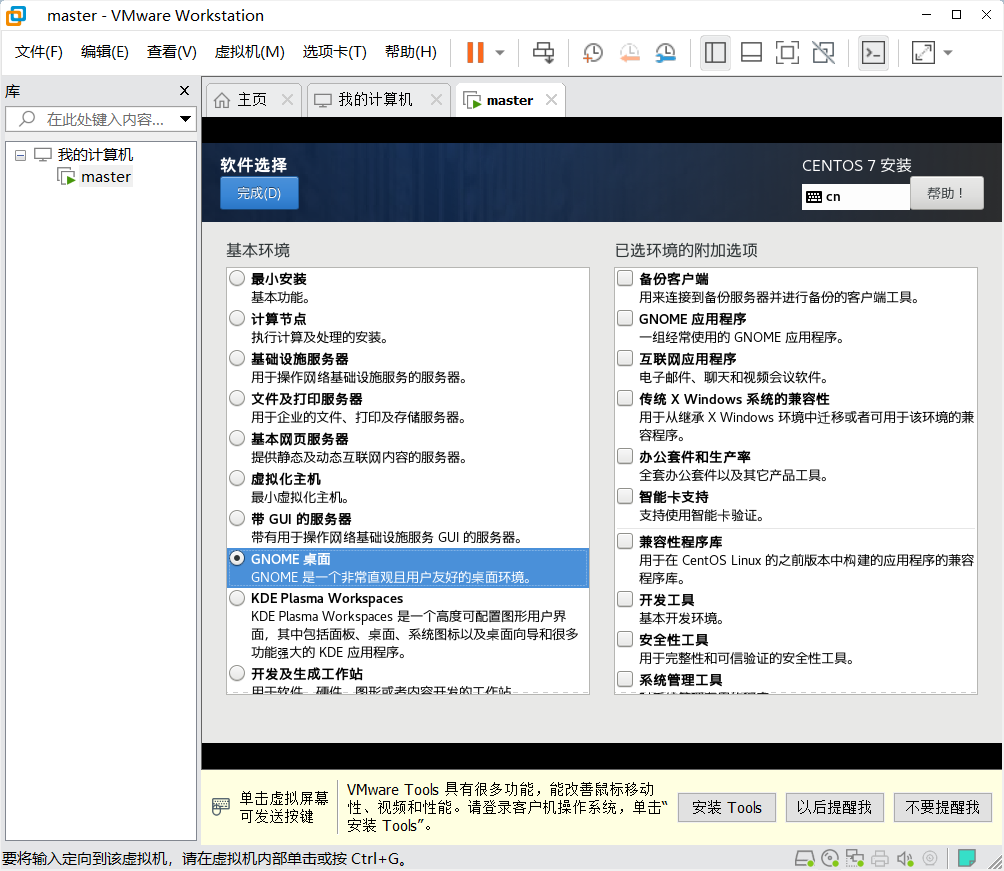 master - VMware Workstation
文件(F) 编辑(E) 查看(V) 虚拟机(M) 选项卡(T) 帮助(H)
库
在此处键入内容...
我的计算机
master
主页
我的计算机
master
软件选择
完成(D)
CENTOS 7 安装
cn
帮助！
基本环境
最小安装
基本功能。
计算节点
执行计算及处理的安装。
基础设施服务器
用于操作网络基础设施服务的服务器。
文件及打印服务器
用于企业的文件、打印及存储服务器。
基本网页服务器
提供静态及动态互联网内容的服务器。
虚拟化主机
最小虚拟化主机。
带 GUI 的服务器
带有用于操作网络基础设施服务 GUI 的服务器。
GNOME 桌面
GNOME 是一个非常直观且用户友好的桌面环境。
KDE Plasma Workspaces
KDE Plasma Workspaces 是一个高度可配置图形用户界
面，其中包括面板、桌面、系统图标以及桌面向导和很多
功能强大的 KDE 应用程序。
开发及生成工作站
用于软件、硬件、图形或者内容开发的工作站
已选环境的附加选项
备份客户端
用来连接到备份服务器并进行备份的客户端工具。
GNOME 应用程序
一组经常使用的 GNOME 应用程序。
互联网应用程序
电子邮件、聊天和视频会议软件。
传统 X Windows 系统的兼容性
用于从继承 X Windows 环境中迁移或者可用于该环境的兼
容程序。
办公套件和生产率
全套办公套件以及其它产品工具。
智能卡支持
支持使用智能卡验证。
兼容性程序库
用于在 CentOS Linux 的之前版本中构建的应用程序的兼容
程序库。
开发工具
基本开发环境。
安全性工具
用于完整性和可信验证的安全性工具。
系统管理工具
单击虚拟屏幕
可发送按键
VMware Tools 具有很多功能，能改善鼠标移动
性、视频和性能。请登录客户机操作系统，单击“
安装 Tools”。
安装 Tools
以后提醒我
不要提醒我
要将输入定向到该虚拟机，请在虚拟机内部单击或按 Ctrl+G。